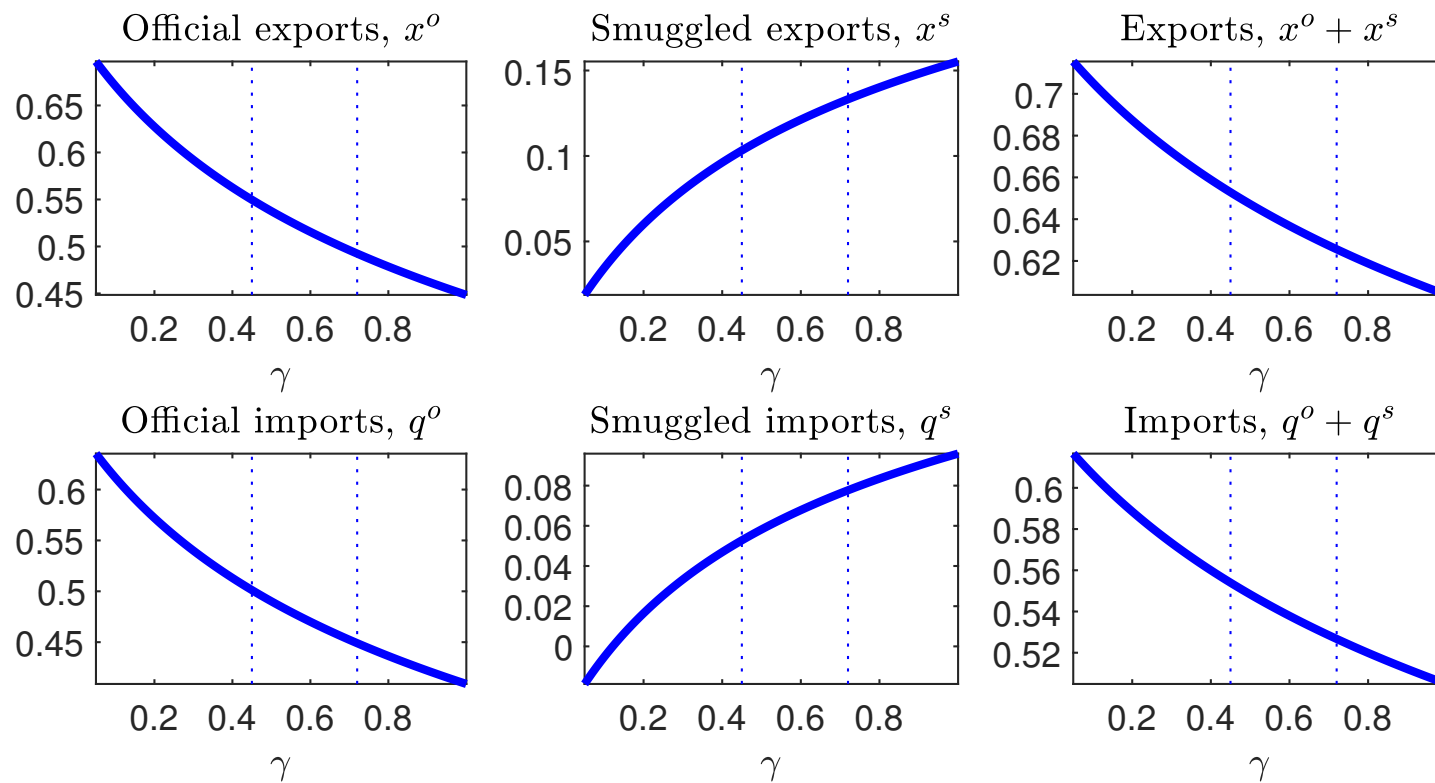 Official exports, x^o
0.65
0.6
0.55
0.5
0.45
0.2 0.4 0.6 0.8
γ
Smuggled exports, x^s
0.15
0.1
0.05
0.2 0.4 0.6 0.8
γ
Exports, x^o + x^s
0.7
0.68
0.66
0.64
0.62
0.2 0.4 0.6 0.8
γ
Official imports, q^o
0.6
0.55
0.5
0.45
0.2 0.4 0.6 0.8
γ
Smuggled imports, q^s
0.08
0.06
0.04
0.02
0
0.2 0.4 0.6 0.8
γ
Imports, q^o + q^s
0.6
0.58
0.56
0.54
0.52
0.2 0.4 0.6 0.8
γ